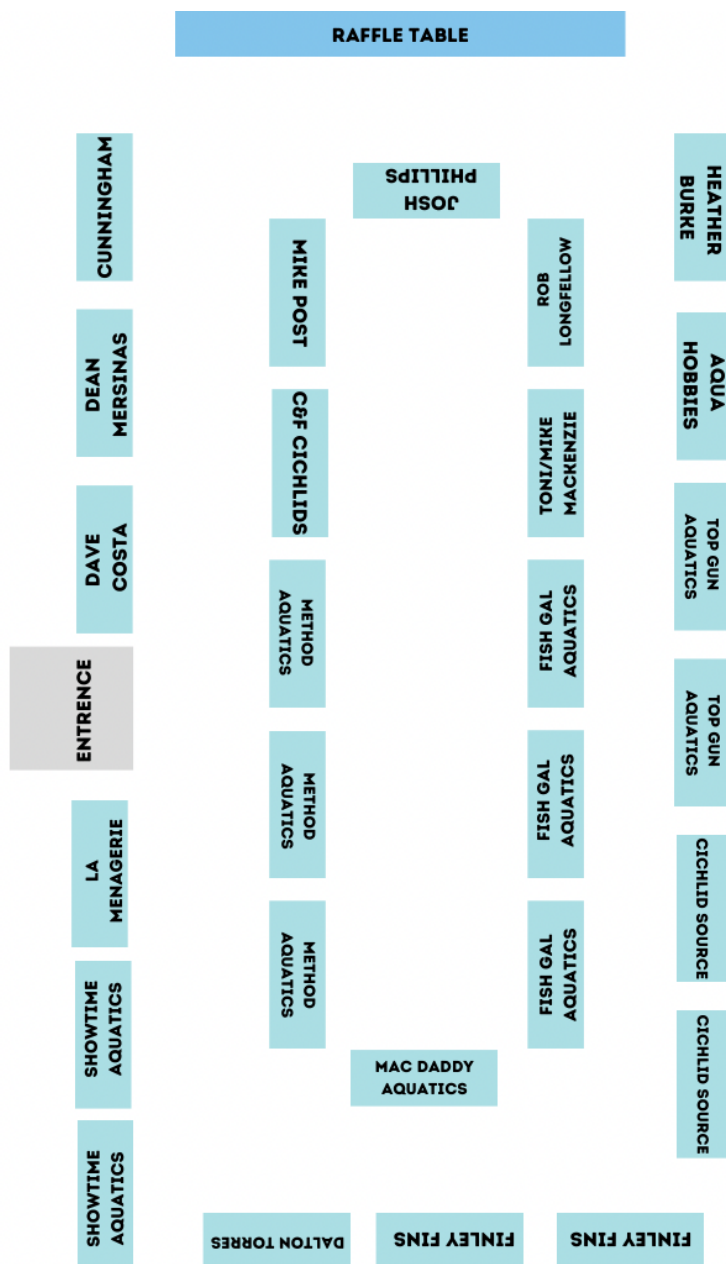 RAFFLE TABLE
CUNNINGHAM
DEAN
MERSINAS
DAVE
COSTA
ENTRENCE
LA
MENAGERIE
SHOWTIME
AQUATICS
SHOWTIME
AQUATICS
JOSH
PHILLIPS
MIKE POST
C&F CICHLIDS
METHOD
AQUATICS
METHOD
AQUATICS
METHOD
AQUATICS
ROB
LONGFELLOW
TONI/MIKE
MACKENZIE
FISH GAL
AQUATICS
FISH GAL
AQUATICS
FISH GAL
AQUATICS
MAC DADDY
AQUATICS
HEATHER
BURKE
AQUA
HOBBIES
TOP GUN
AQUATICS
TOP GUN
AQUATICS
CICHLID SOURCE
CICHLID SOURCE
DALTON TORRES
FINLEY FINS
FINLEY FINS